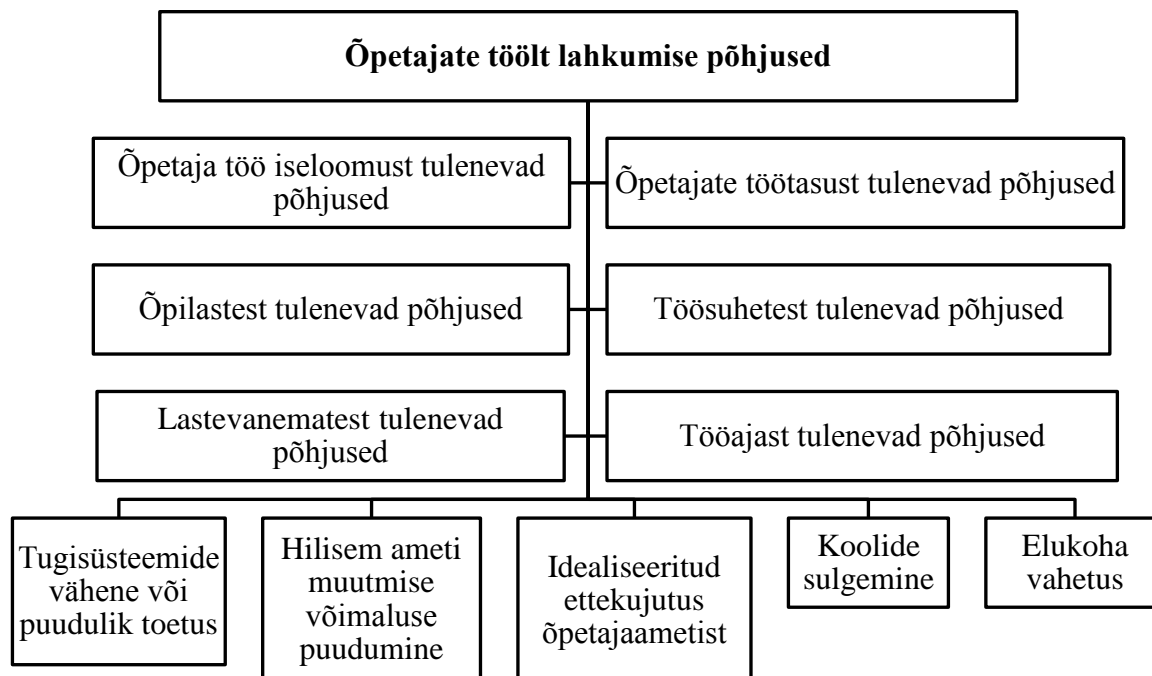 Õpetajate töölt lahkumise põhjused
Õpetaja töö iseloomust tulenevad
põhjused
Õpetajate töötasust tulenevad põhjused
Õpilastest tulenevad põhjused
Töösuhetest tulenevad põhjused
Lastevanematest tulenevad
põhjused
Tööajast tulenevad põhjused
Tugisüsteemide
vähene või
puudulik toetus
Hilisem ameti
muutmise
võimaluse
puudumine
Idealiseeritud
ettekujutus
õpetajaametist
Koolide
sulgemine
Elukoha
vahetus